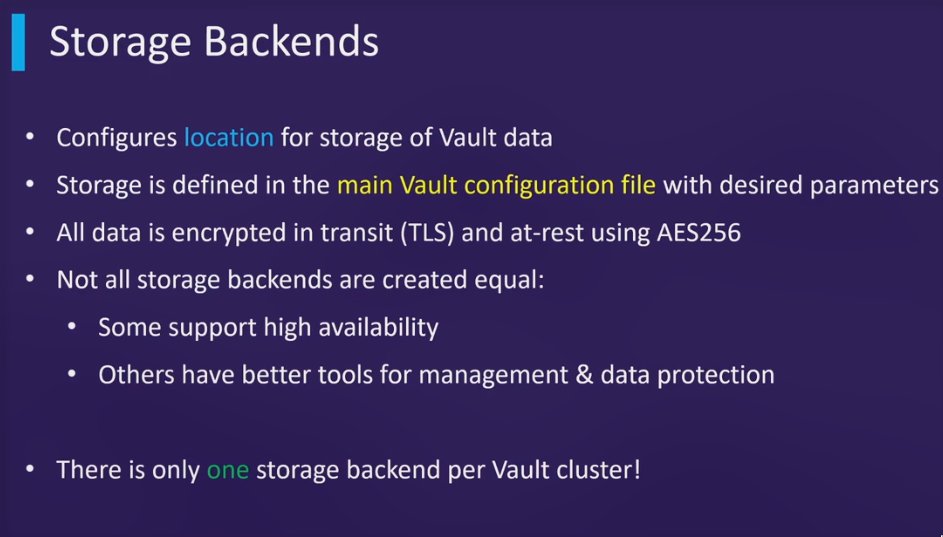 Storage Backends
• Configures location for storage of Vault data
• Storage is defined in the main Vault configuration file with desired parameters
• All data is encrypted in transit (TLS) and at-rest using AES256
• Not all storage backends are created equal:
• Some support high availability
• Others have better tools for management & data protection
• There is only one storage backend per Vault cluster!